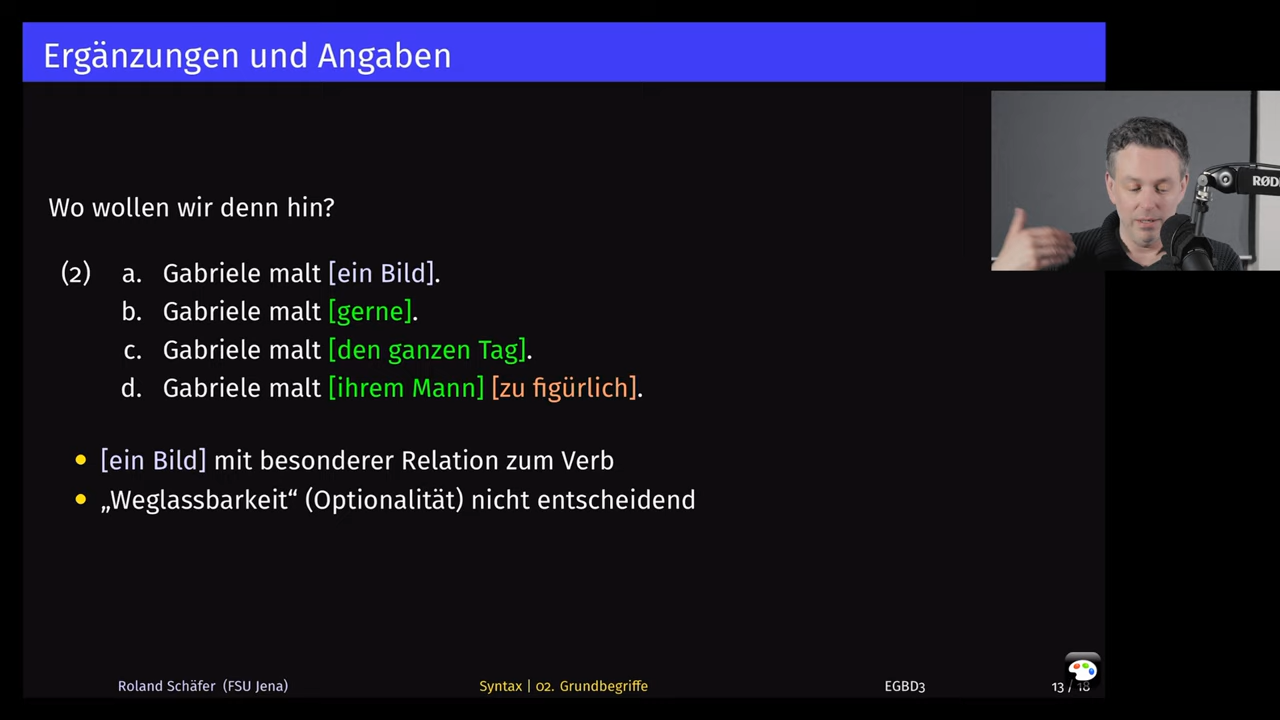 Ergänzungen und Angaben
Wo wollen wir denn hin?
(2) a. Gabriele malt [ein Bild].
b. Gabriele malt [gerne].
c. Gabriele malt [den ganzen Tag].
d. Gabriele malt [ihrem Mann] [zu figürlich].
• [ein Bild] mit besonderer Relation zum Verb
• „Weglassbarkeit“ (Optionalität) nicht entscheidend
Roland Schäfer (FSU Jena) Syntax | 02. Grundbegriffe EGBD3 13 / 18